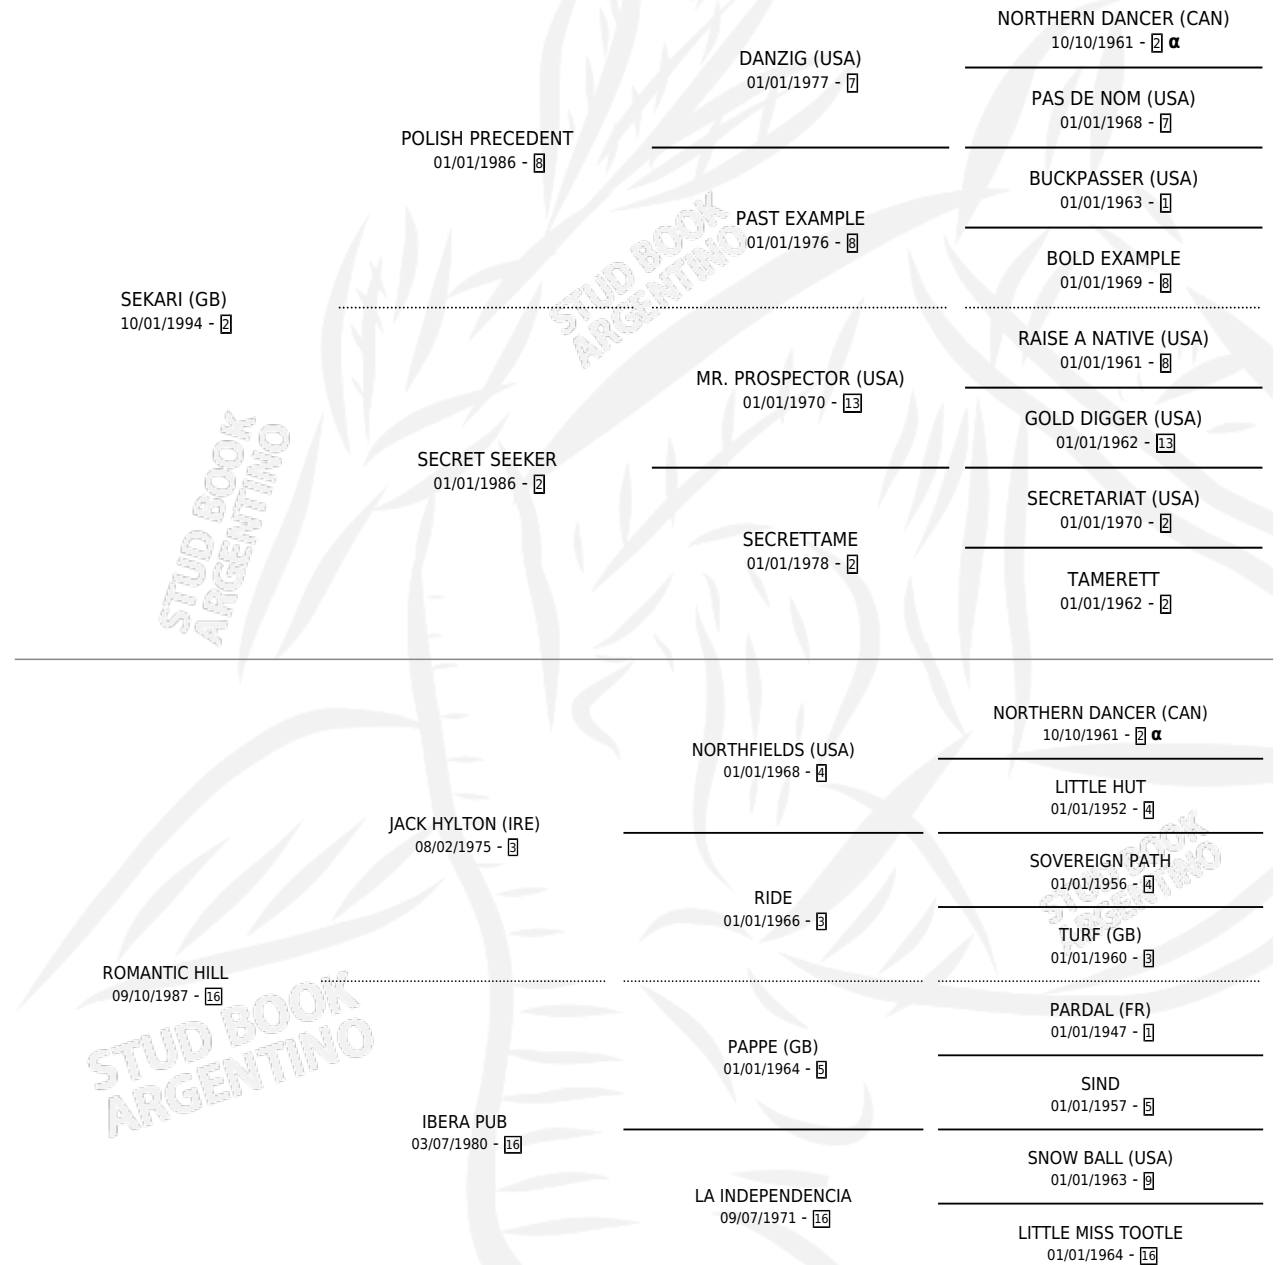 NORTHERN DANCER (CAN)
10/10/1961 - 2 α
DANZIG (USA)
01/01/1977 - 7
PAS DE NOM (USA)
01/01/1968 - 7
POLISH PRECEDENT
01/01/1986 - 8
BUCKPASSER (USA)
01/01/1963 - 1
PAST EXAMPLE
01/01/1976 - 8
BOLD EXAMPLE
01/01/1969 - 8
SEKARI (GB)
10/01/1994 - 2
RAISE A NATIVE (USA)
01/01/1961 - 8
MR. PROSPECTOR (USA)
01/01/1970 - 13
GOLD DIGGER (USA)
01/01/1962 - 13
SECRET SEEKER
01/01/1986 - 2
SECRETARIAT (USA)
01/01/1970 - 2
SECRETTAME
01/01/1978 - 2
TAMERETT
01/01/1962 - 2
STUD BOOK
ARGENTINO
STUD BOOK
ARGENTINO
NORTHERN DANCER (CAN)
10/10/1961 - 2 α
NORTHFIELDS (USA)
01/01/1968 - 4
LITTLE HUT
01/01/1952 - 4
JACK HYLTON (IRE)
08/02/1975 - 3
SOVEREIGN PATH
01/01/1956 - 4
RIDE
01/01/1966 - 3
TURF (GB)
01/01/1960 - 3
ROMANTIC HILL
09/10/1987 - 16
PARDAL (FR)
01/01/1947 - 1
PAPPE (GB)
01/01/1964 - 5
SIND
01/01/1957 - 5
IBERA PUB
03/07/1980 - 16
SNOW BALL (USA)
01/01/1963 - 9
LA INDEPENDENCIA
09/07/1971 - 16
LITTLE MISS TOOTLE
01/01/1964 - 16
STUD BOOK
ARGENTINO
STUD BOOK
ARGENTINO